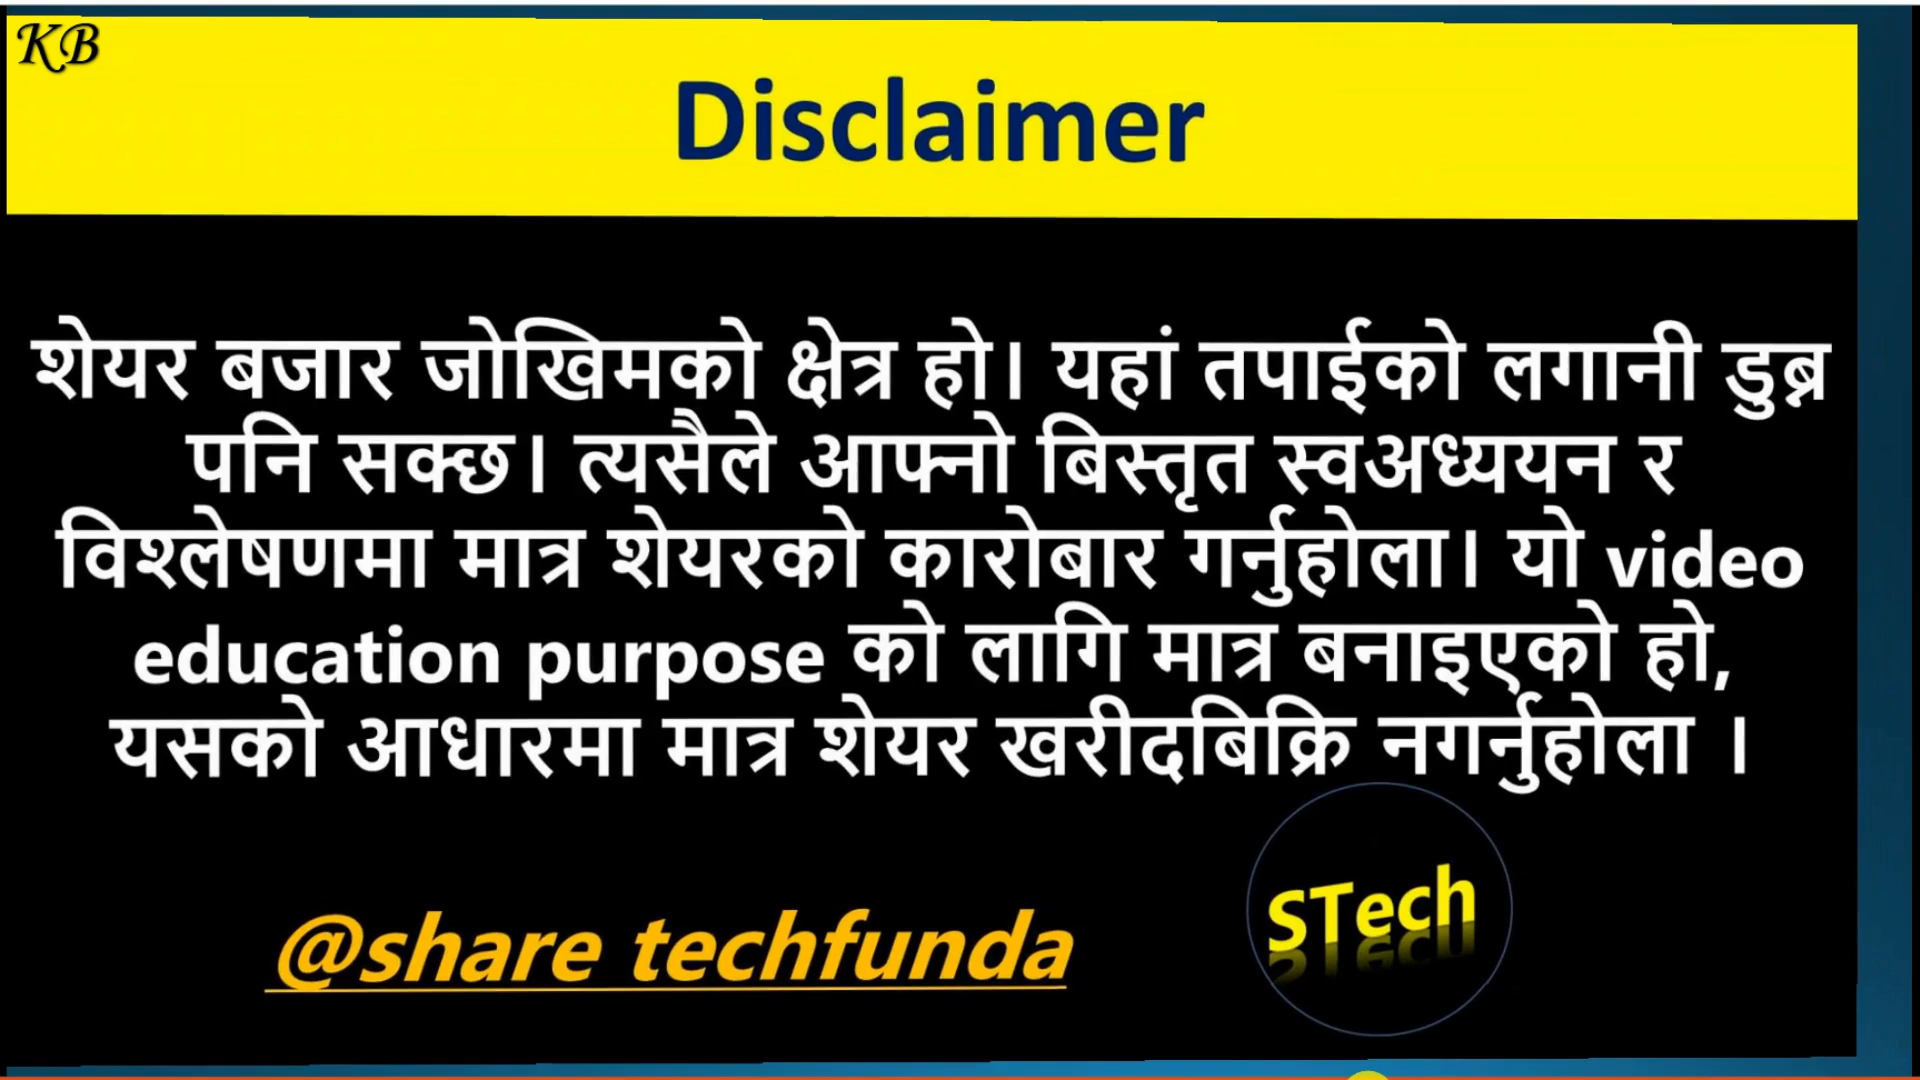 KB
Disclaimer
शेयर बजार जोखिमको क्षेत्र हो। यहां तपाईको लगानी डुब्न
पनि सक्छ। त्यसैले आफ्नो बिस्तृत स्वअध्ययन र
विश्लेषणमा मात्र शेयरको कारोबार गर्नुहोला। यो video
education purpose को लागि मात्र बनाइएको हो,
यसको आधारमा मात्र शेयर खरीदबिक्रि नगर्नुहोला ।
@share techfunda
STech